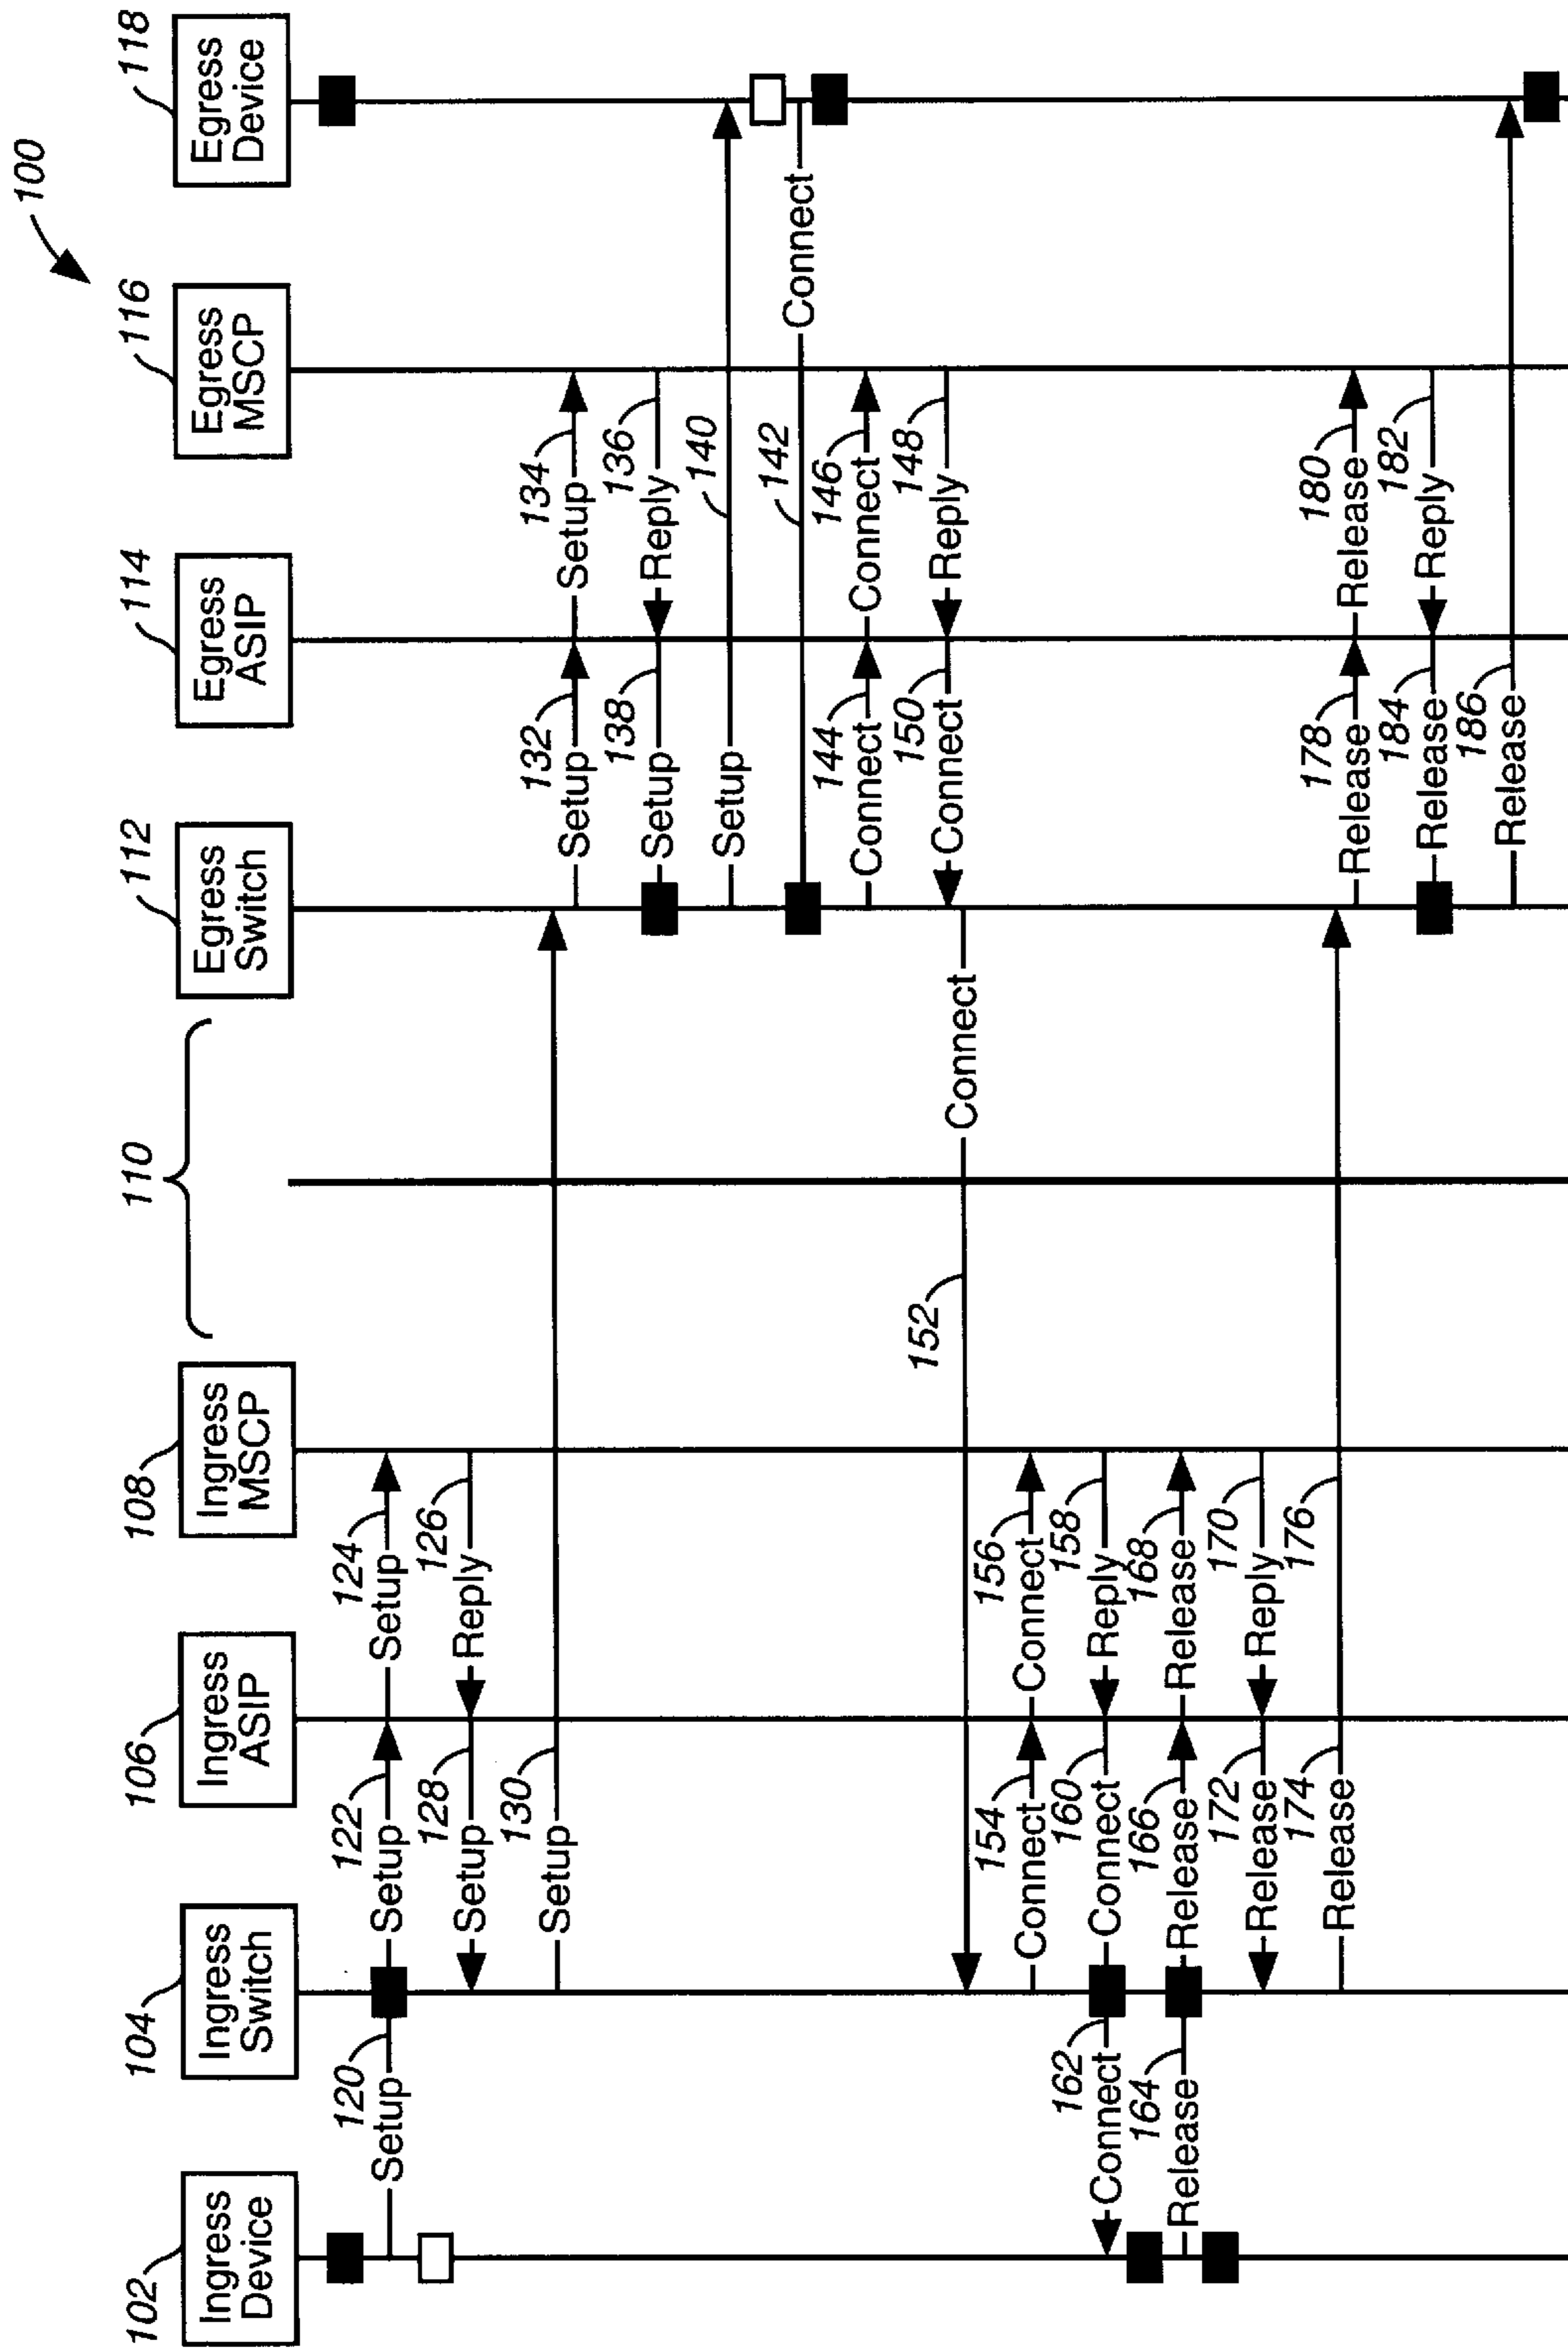 100
102
Ingress
Device
104
Ingress
Switch
106
Ingress
ASIP
108
Ingress
MSCP
110
112
Egress
Switch
114
Egress
ASIP
116
Egress
MSCP
118
Egress
Device
120
Setup
122
Setup
124
Setup
126
Reply
128
Setup
130
Setup
132
Setup
134
Setup
136
Reply
138
Setup
140
Setup
142
Connect
144
Connect
146
Connect
148
Reply
150
Connect
152
Connect
154
Connect
156
Connect
158
Reply
160
Connect
162
Connect
164
Release
166
Release
168
Release
170
Reply
172
Release
174
Release
176
178
Release
180
Release
182
Reply
184
Release
186
Release